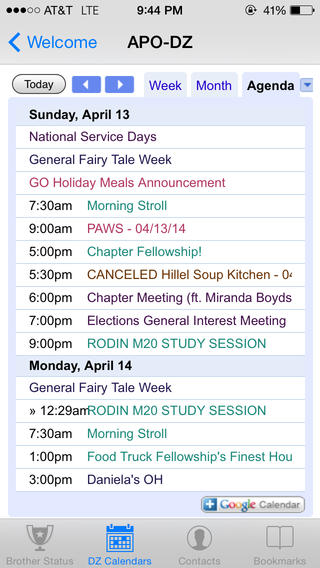 AT&T LTE 9:44 PM 41%
Welcome APO-DZ
Today Week Month Agenda
Sunday, April 13
National Service Days
General Fairy Tale Week
GO Holiday Meals Announcement
7:30am Morning Stroll
9:00am PAWS - 04/13/14
5:00pm Chapter Fellowship!
5:30pm CANCELED Hillel Soup Kitchen - 04
6:00pm Chapter Meeting (ft. Miranda Boyds
7:00pm Elections General Interest Meeting
9:00pm RODIN M20 STUDY SESSION
Monday, April 14
General Fairy Tale Week
» 12:29am RODIN M20 STUDY SESSION
7:30am Morning Stroll
1:00pm Food Truck Fellowship's Finest Hou
3:00pm Daniela's OH
+ Google Calendar
Brother Status DZ Calendars Contacts Bookmarks